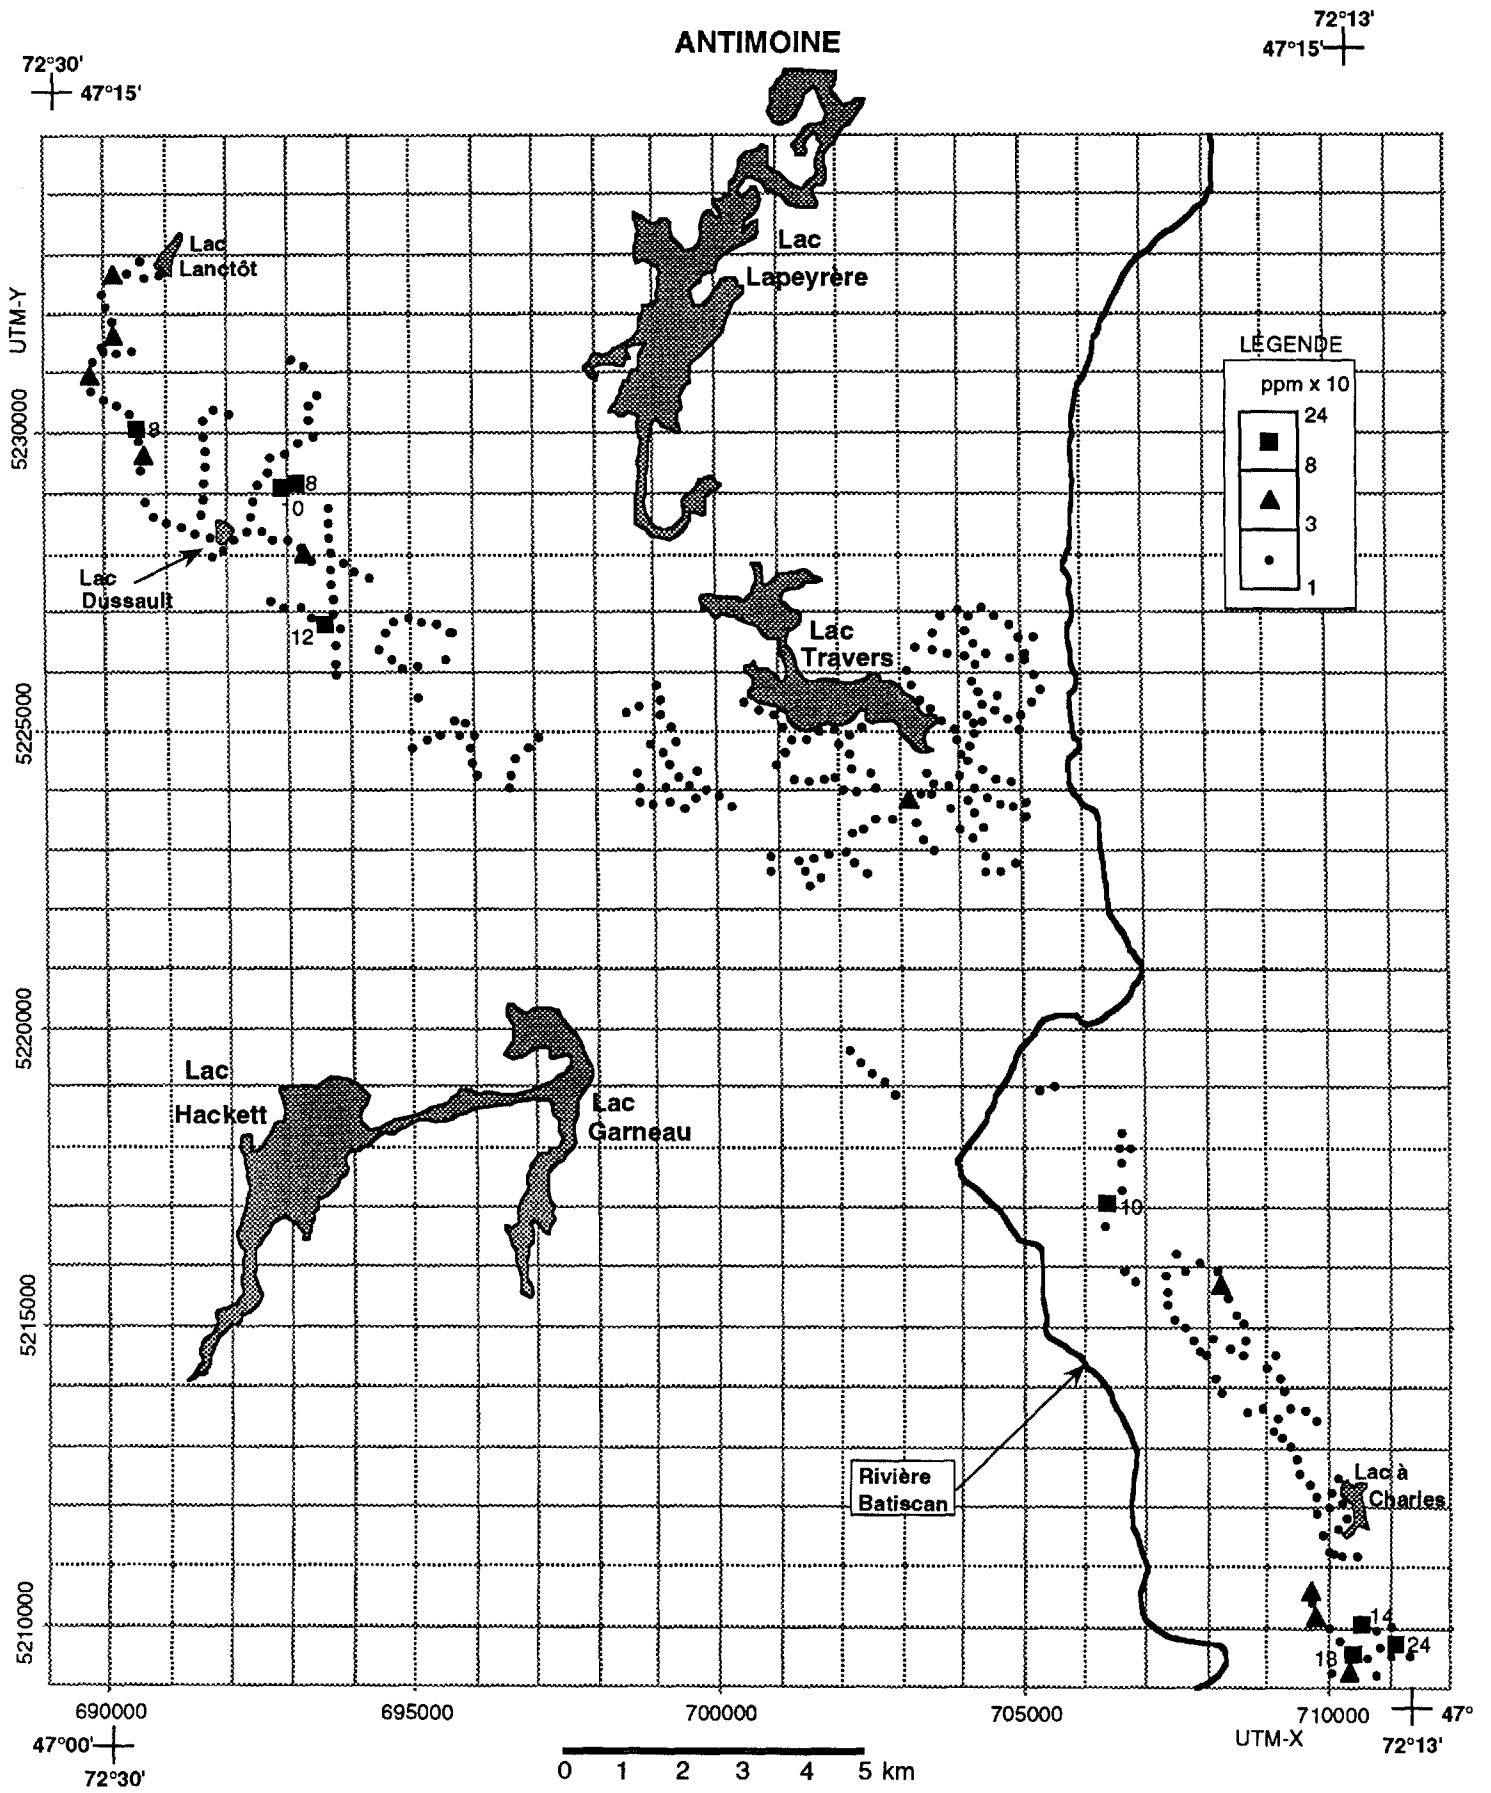 ANTIMOINE
72°30'
47°15'
72°13'
47°15'
Lac
Lanctôt
Lac
Lapeyrère
UTM-Y
LEGENDE
ppm x 10
24
8
3
1
5230000
8
8
10
Lac
Dussault
12
Lac
Travers
5225000
5220000
Lac
Hackett
Lac
Garneau
10
5215000
Rivière
Batiscan
Lac à
Charles
5210000
14
24
18
690000
695000
700000
705000
710000
47°
72°13'
UTM-X
47°00'
72°30'
0 1 2 3 4 5 km